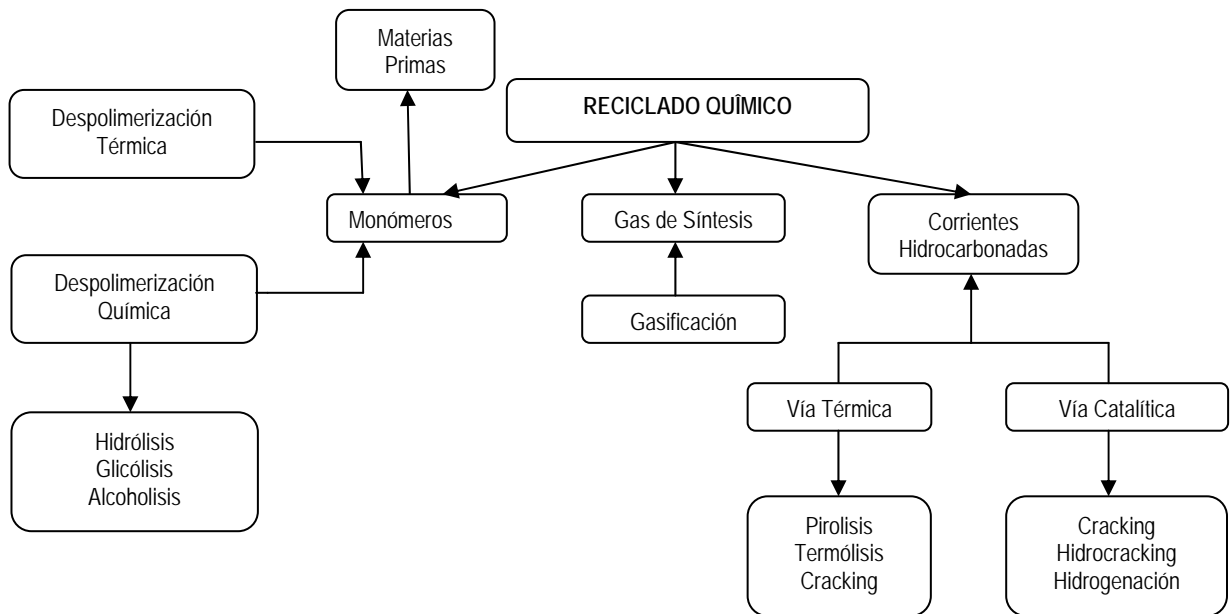 Materias
Primas
RECICLADO QUÎMICO
Despolimerización
Térmica
Monómeros
Gas de Síntesis
Corrientes
Hidrocarbonadas
Despolimerización
Química
Gasificación
Vía Térmica
Vía Catalítica
Hidrólisis
Glicólisis
Alcoholisis
Pirolisis
Termólisis
Cracking
Cracking
Hidrocracking
Hidrogenación